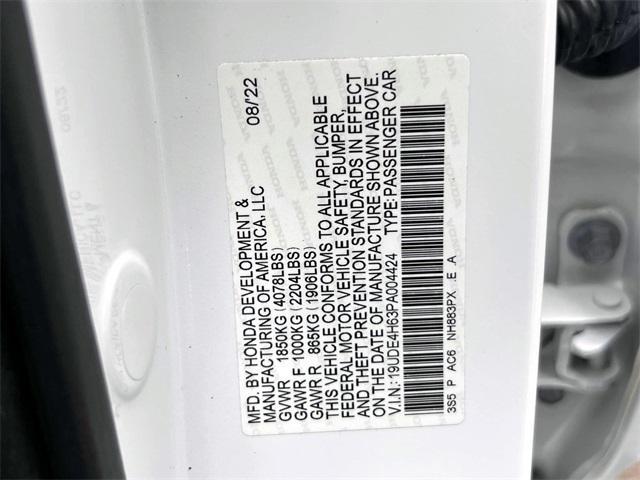 MFD. BY HONDA DEVELOPMENT & 08/22
MANUFACTURING OF AMERICA, LLC
GVWR 1850KG (4078LBS)
GAWR F 1000KG (2204LBS)
GAWR R 865KG (1906LBS)
THIS VEHICLE CONFORMS TO ALL APPLICABLE
FEDERAL MOTOR VEHICLE SAFETY, BUMPER,
AND THEFT PREVENTION STANDARDS IN EFFECT
ON THE DATE OF MANUFACTURE SHOWN ABOVE.
V.I.N.: 19UDE4H63PA004424 TYPE: PASSENGER CAR
3S5 P AC6 NH883PX E A